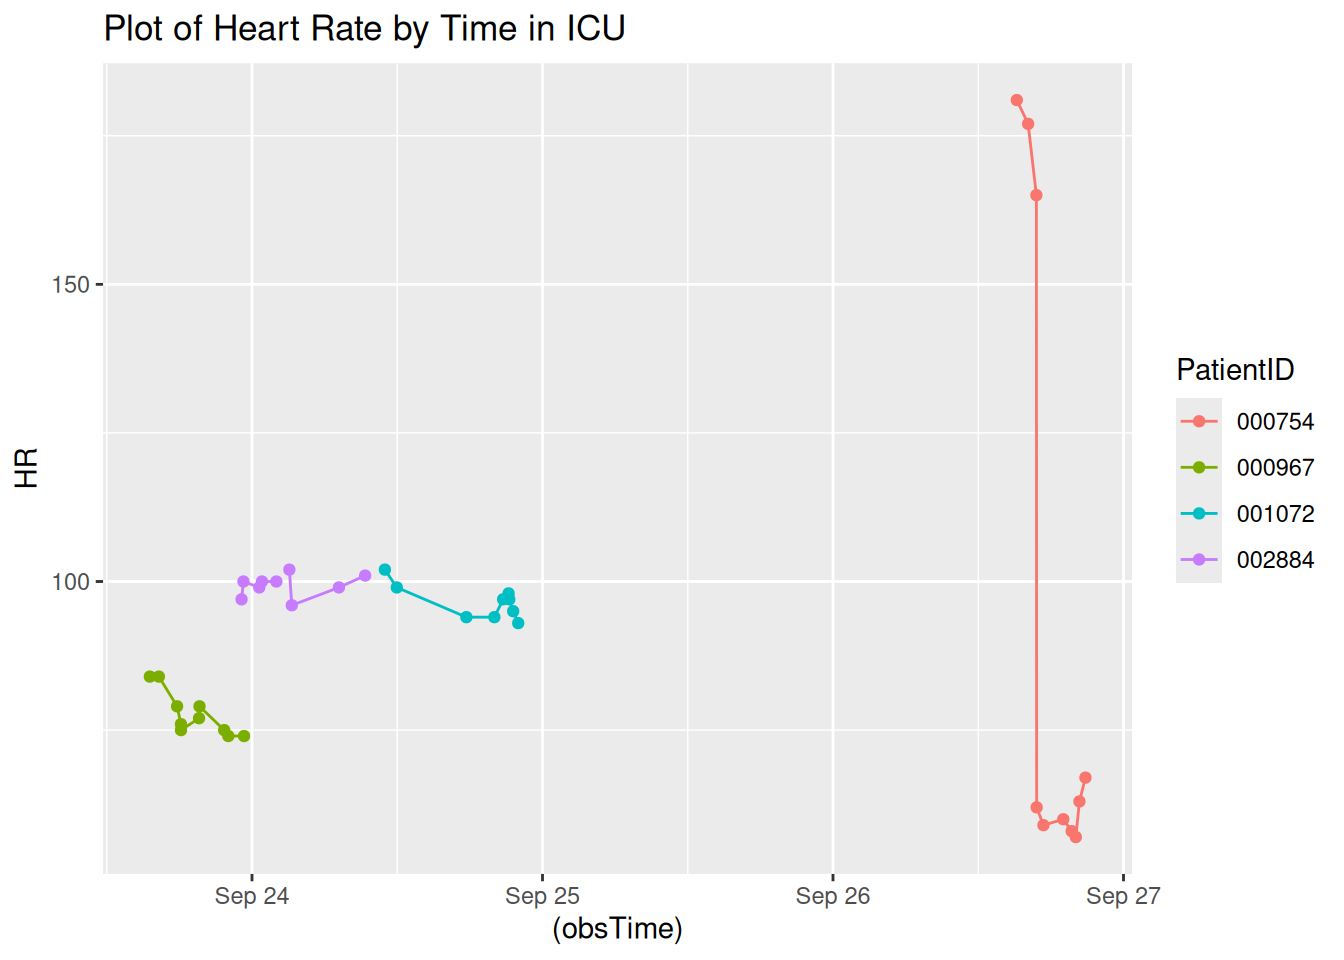 Plot of Heart Rate by Time in ICU
HR
150
100
Sep 24
Sep 25
Sep 26
Sep 27
(obsTime)
PatientID
000754
000967
001072
002884